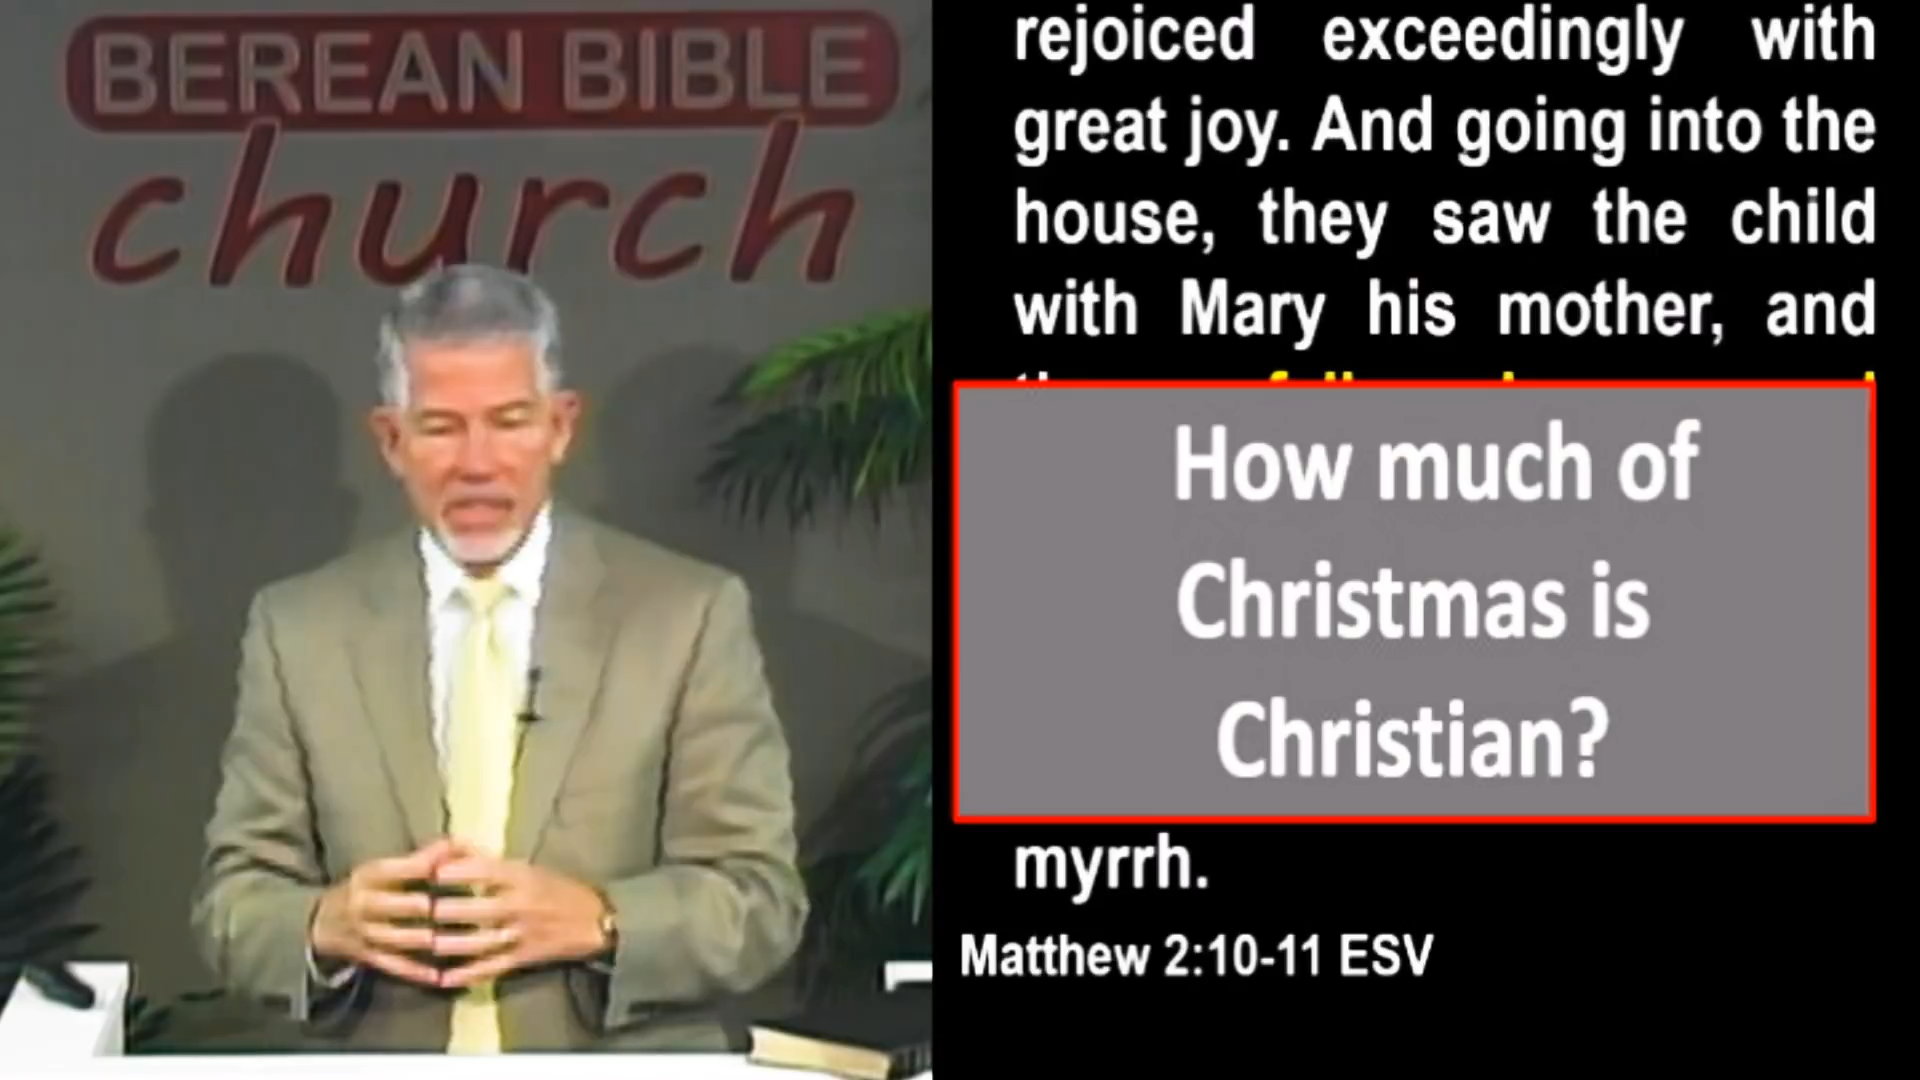 BEREAN BIBLE
church
rejoiced exceedingly with
great joy. And going into the
house, they saw the child
with Mary his mother, and
How much of
Christmas is
Christian?
myrrh.
Matthew 2:10-11 ESV